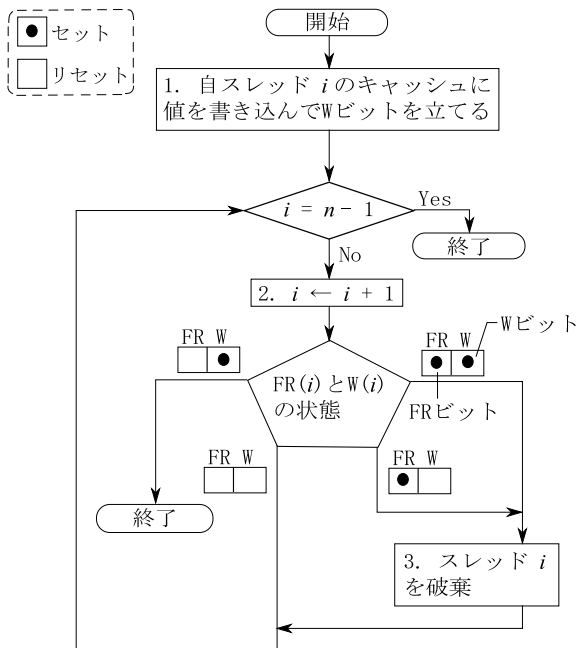 セット
リセット
開始
1. 自スレッド i のキャッシュに
値を書き込んでWビットを立てる
i = n − 1
Yes
終了
No
2. i ← i + 1
FR W
FR W
Wビット
FR(i)とW(i)
の状態
FRビット
FR W
FR W
終了
3. スレッド i
を破棄